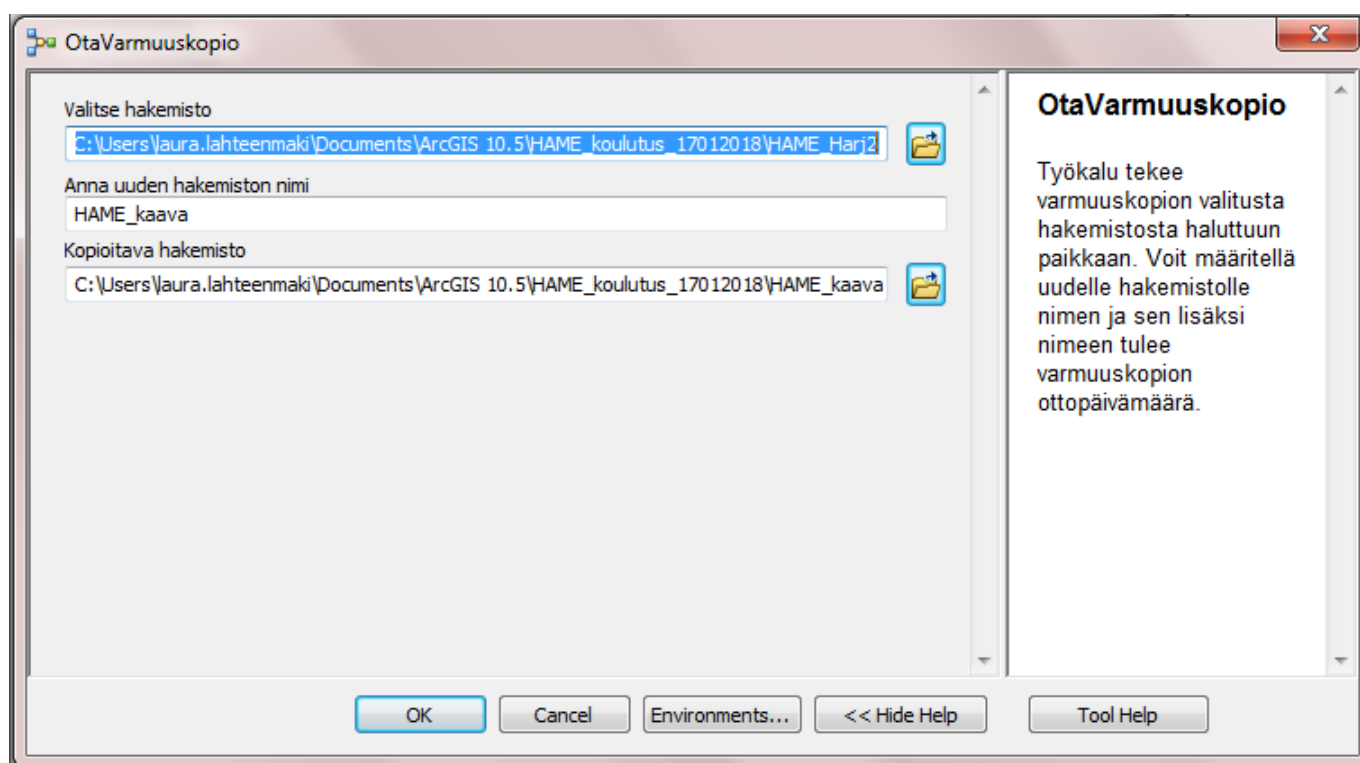 OtaVarmuuskopio
Valitse hakemisto
C:\Users\laura.lahteenmaki\Documents\ArcGIS 10.5\HAME_koulutus_17012018\HAME_Harj2
Anna uuden hakemiston nimi
HAME_kaava
Kopioitava hakemisto
C:\Users\laura.lahteenmaki\Documents\ArcGIS 10.5\HAME_koulutus_17012018\HAME_kaava
OtaVarmuuskopio
Työkalu tekee
varmuuskopion valitusta
hakemistosta haluttuun
paikkaan. Voit määritellä
uudelle hakemistolle
nimen ja sen lisäksi
nimeen tulee
varmuuskopion
ottopäivämäärä.
OK
Cancel
Environments...
<< Hide Help
Tool Help